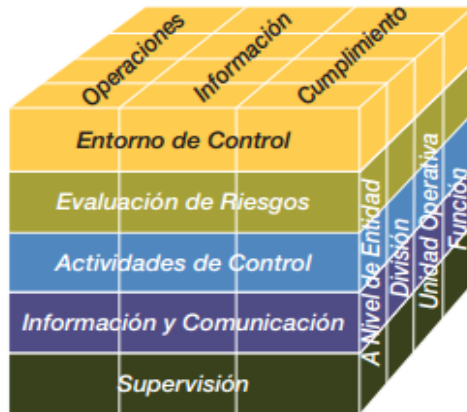 Operaciones
Información
Cumplimiento
Entorno de Control
Evaluación de Riesgos
Actividades de Control
Información y Comunicación
Supervisión
A Nivel de Entidad
División
Unidad Operativa
Función